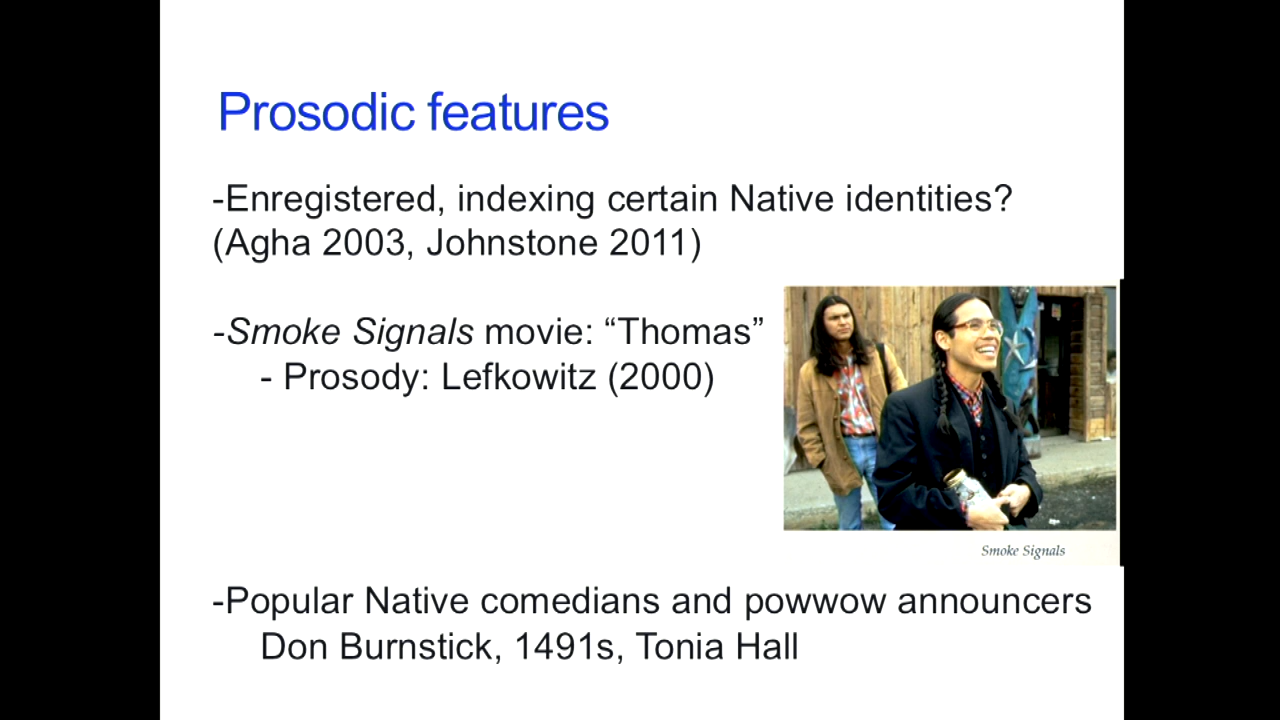 Prosodic features
-Enregistered, indexing certain Native identities?
(Agha 2003, Johnstone 2011)
-Smoke Signals movie: “Thomas”
- Prosody: Lefkowitz (2000)
Smoke Signals
-Popular Native comedians and powwow announcers
Don Burnstick, 1491s, Tonia Hall